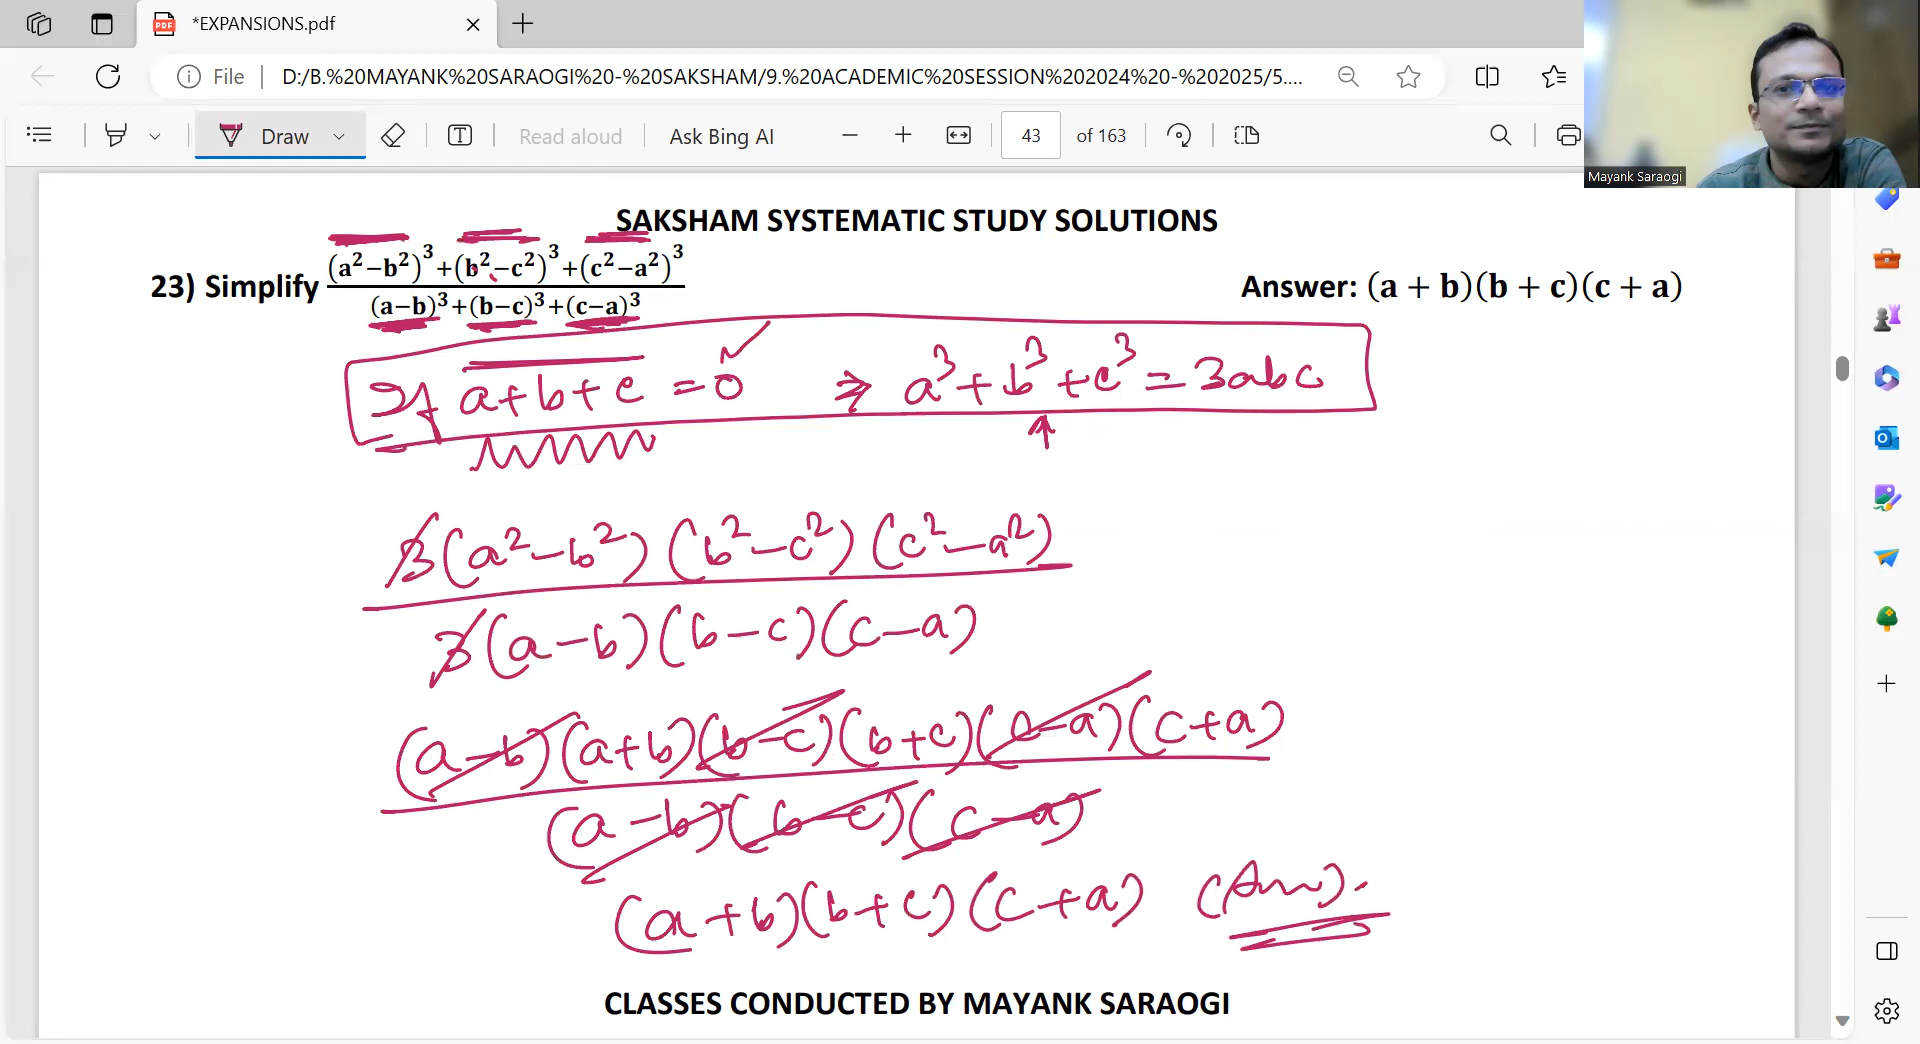 *EXPANSIONS.pdf
File | D:/B.%20MAYANK%20SARAOGI%20-%20SAKSHAM/9.%20ACADEMIC%20SESSION%202024%20-%202025/5....
Draw Read aloud Ask Bing AI 43 of 163
Mayank Saraogi
SAKSHAM SYSTEMATIC STUDY SOLUTIONS
23) Simplify (a²−b²)³+(b²−c²)³+(c²−a²)³ / (a−b)³+(b−c)³+(c−a)³ Answer: (a + b)(b + c)(c + a)
If a+b+c = 0 ⇒ a³+b³+c³ = 3abc
3(a²−b²)(b²−c²)(c²−a²)
3(a−b)(b−c)(c−a)
(a−b)(a+b)(b−c)(b+c)(c−a)(c+a)
(a−b)(b−c)(c−a)
(a+b)(b+c)(c+a) (Ans).
CLASSES CONDUCTED BY MAYANK SARAOGI